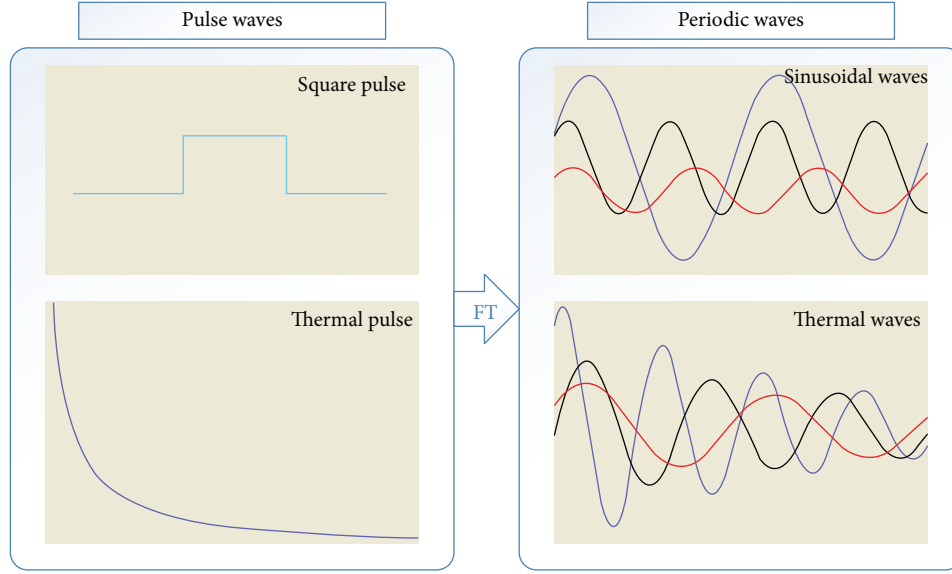 Pulse waves
Square pulse
Thermal pulse
FT
Periodic waves
Sinusoidal waves
Thermal waves